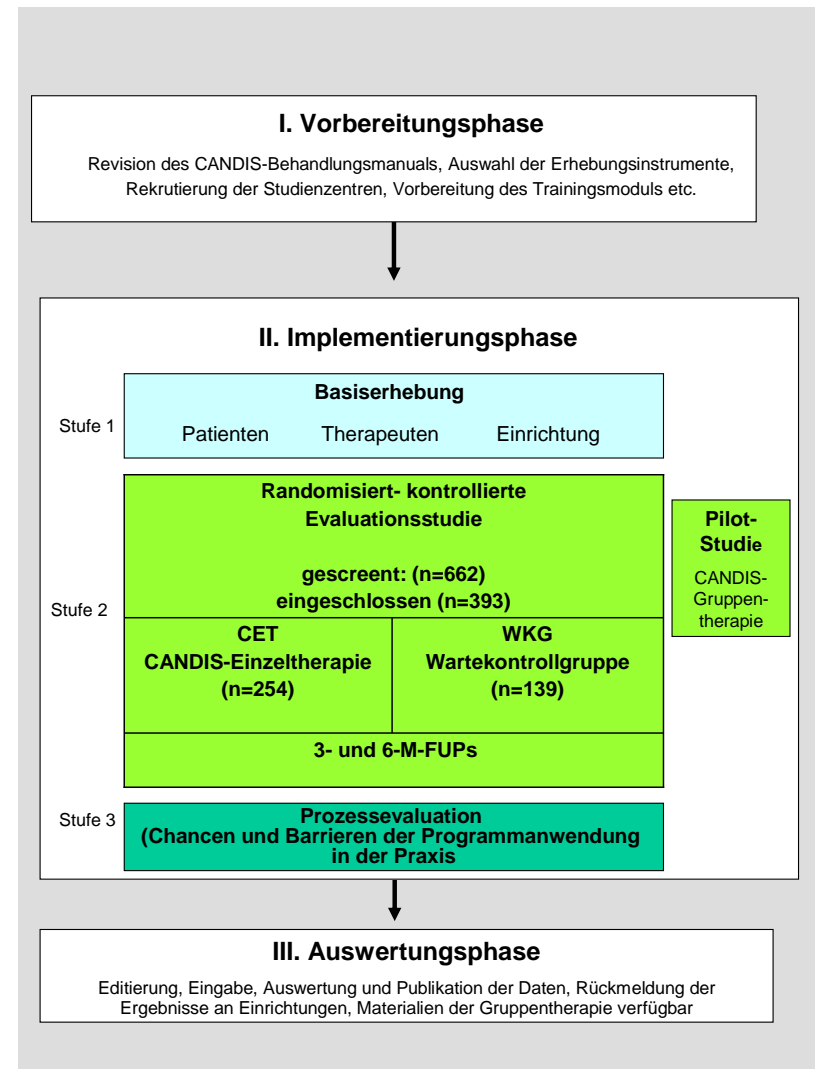 I. Vorbereitungsphase
Revision des CANDIS-Behandlungsmanuals, Auswahl der Erhebungsinstrumente,
Rekrutierung der Studienzentren, Vorbereitung des Trainingsmoduls etc.
II. Implementierungsphase
Stufe 1
Basiserhebung
Patienten Therapeuten Einrichtung
Stufe 2
Randomisiert- kontrollierte
Evaluationsstudie
gescreent: (n=662)
eingeschlossen (n=393)
CET
CANDIS-Einzeltherapie
(n=254)
WKG
Wartekontrollgruppe
(n=139)
3- und 6-M-FUPs
Pilot-
Studie
CANDIS-
Gruppen-
therapie
Stufe 3
Prozessevaluation
(Chancen und Barrieren der Programmanwendung
in der Praxis
III. Auswertungsphase
Editierung, Eingabe, Auswertung und Publikation der Daten, Rückmeldung der
Ergebnisse an Einrichtungen, Materialien der Gruppentherapie verfügbar